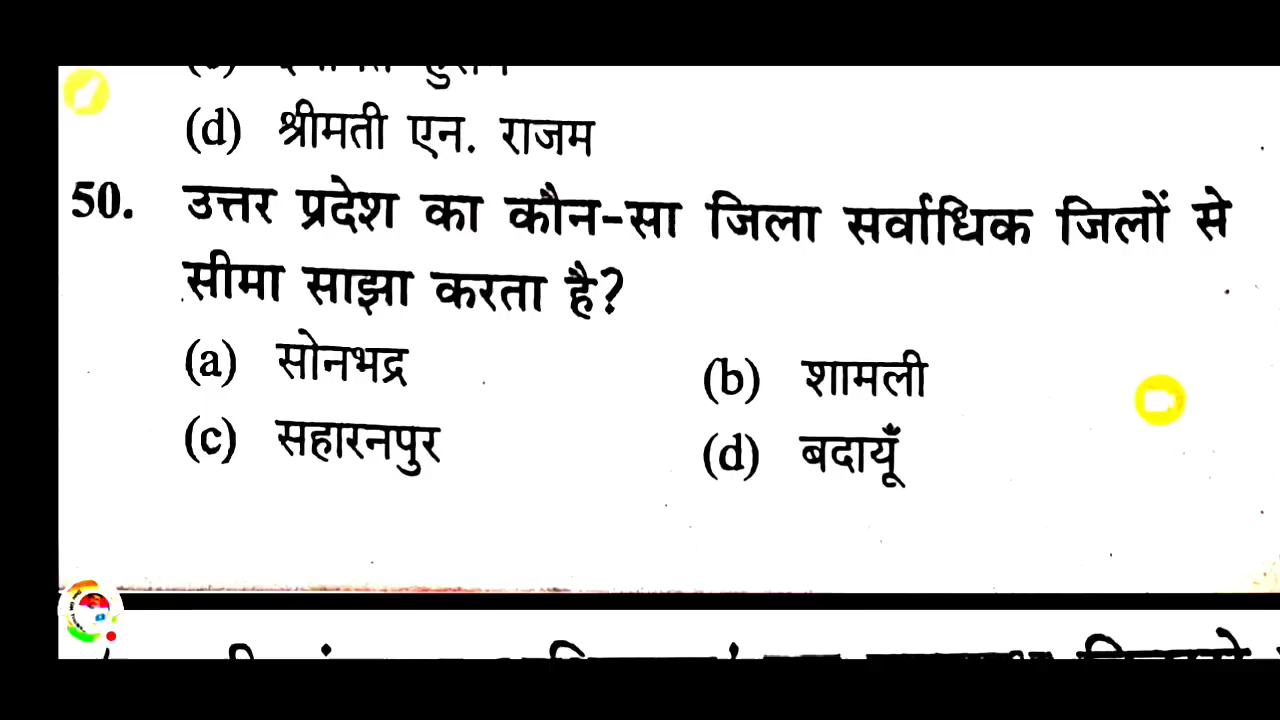 (d) श्रीमती एन. राजम
50. उत्तर प्रदेश का कौन-सा जिला सर्वाधिक जिलों से
सीमा साझा करता है?
(a) सोनभद्र
(b) शामली
(c) सहारनपुर
(d) बदायूँ